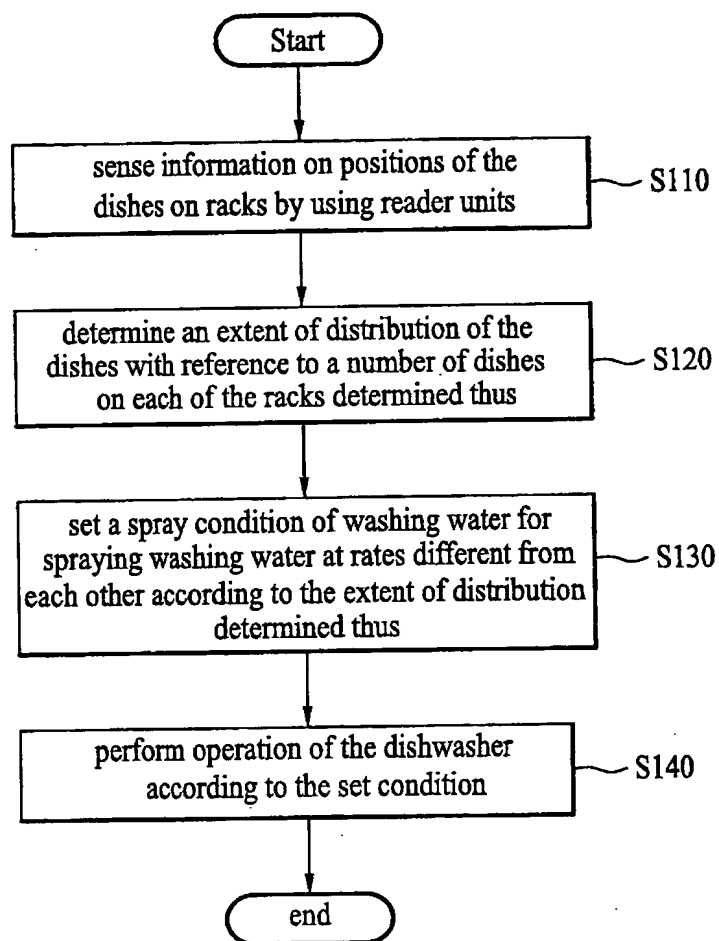 Start
sense information on positions of the
dishes on racks by using reader units
S110
determine an extent of distribution of the
dishes with reference to a number of dishes
on each of the racks determined thus
S120
set a spray condition of washing water for
spraying washing water at rates different from
each other according to the extent of distribution
determined thus
S130
perform operation of the dishwasher
according to the set condition
S140
end